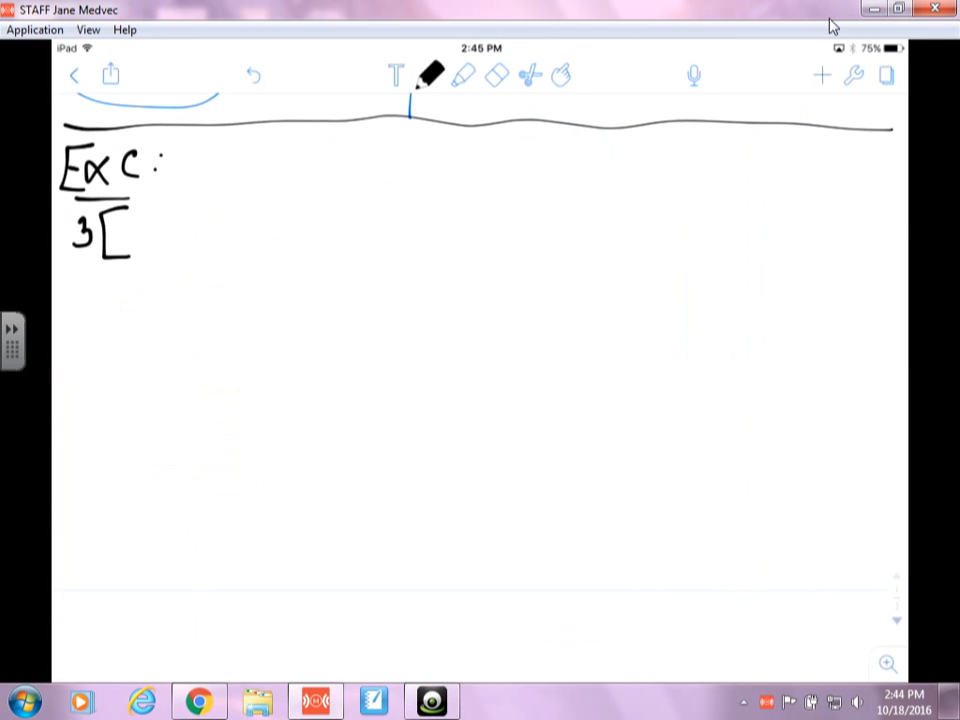 STAFF Jane Medvec
Application View Help
iPad 2:45 PM 75%
T
Ex C:
3[
2:44 PM
10/18/2016